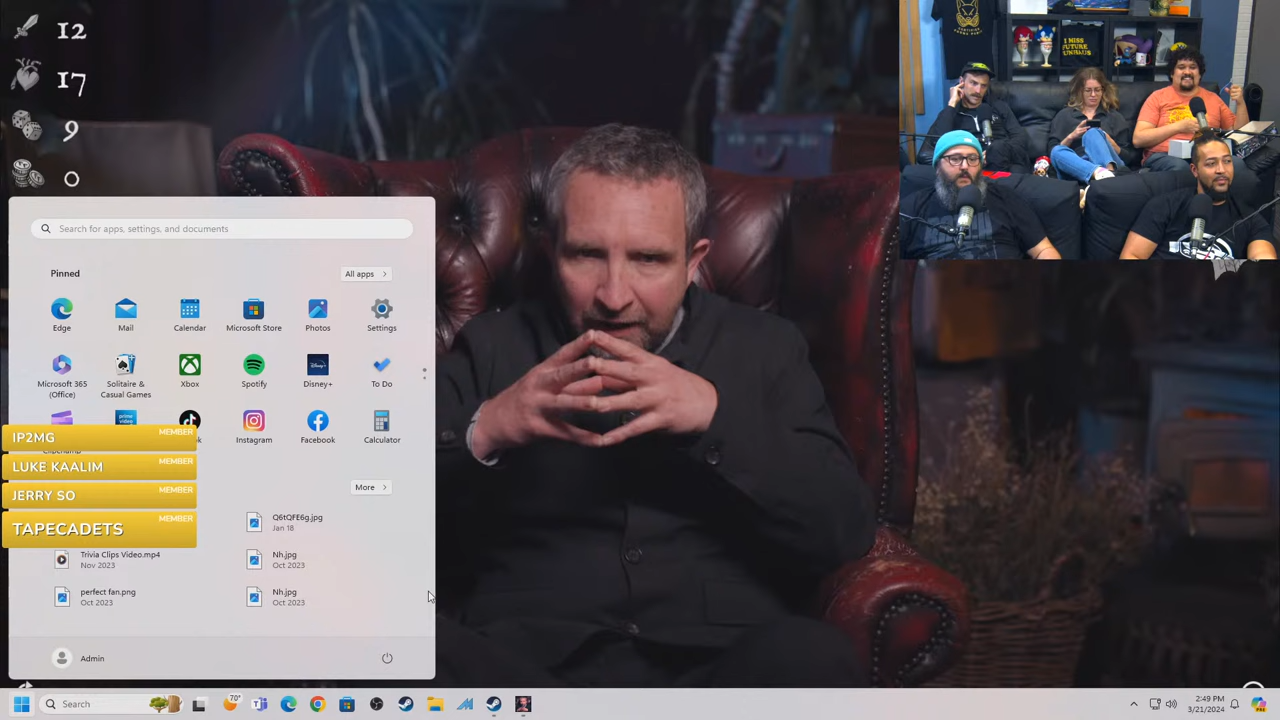 12
17
9
0
I MISS
Search for apps, settings, and documents
Pinned
All apps
Edge
Mail
Calendar
Microsoft Store
Photos
Settings
Microsoft 365
(Office)
Solitaire &
Casual Games
Xbox
Spotify
Disney+
To Do
prime
video
Instagram
Facebook
Calculator
IP2MG MEMBER
LUKE KAALIM MEMBER
JERRY SO MEMBER
TAPECADETS MEMBER
More
Q6tQFE6g.jpg
Jan 18
Trivia Clips Video.mp4
Nov 2023
Nh.jpg
Oct 2023
perfect fan.png
Oct 2023
Nh.jpg
Oct 2023
Admin
Search
70°
2:49 PM
3/21/2024